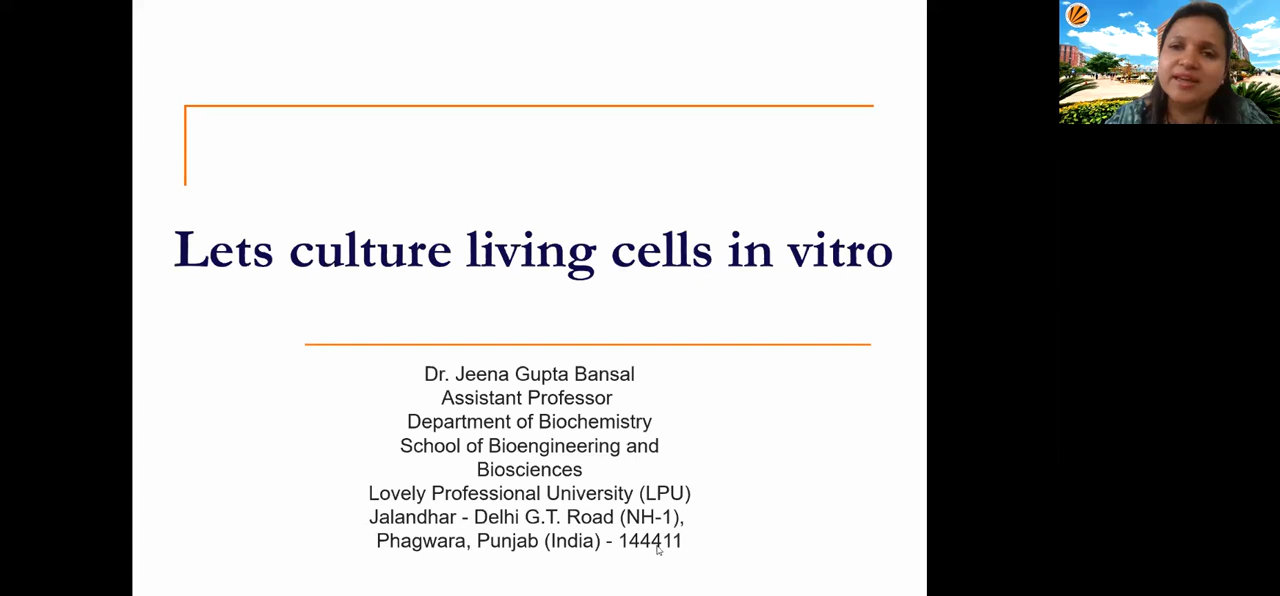 Lets culture living cells in vitro
Dr. Jeena Gupta Bansal
Assistant Professor
Department of Biochemistry
School of Bioengineering and
Biosciences
Lovely Professional University (LPU)
Jalandhar - Delhi G.T. Road (NH-1),
Phagwara, Punjab (India) - 144411